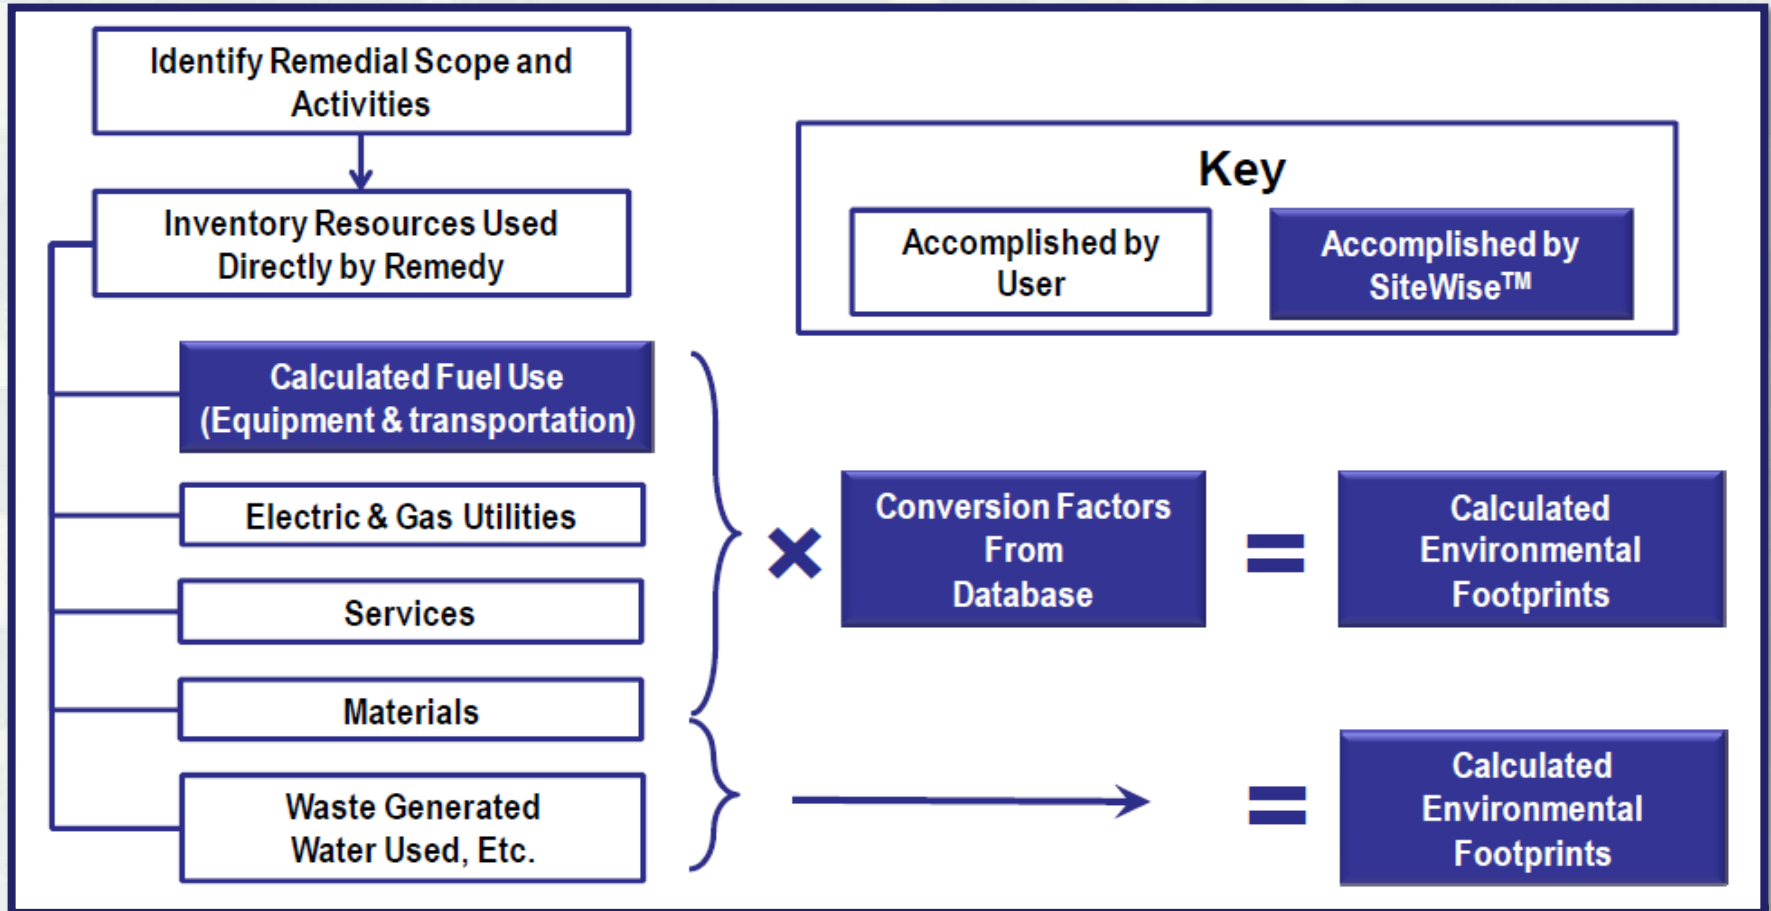 Identify Remedial Scope and
Activities
Inventory Resources Used
Directly by Remedy
Key
Accomplished by
User
Accomplished by
SiteWise™
Calculated Fuel Use
(Equipment & transportation)
Electric & Gas Utilities
Services
Materials
Waste Generated
Water Used, Etc.
×
Conversion Factors
From
Database
=
Calculated
Environmental
Footprints
=
Calculated
Environmental
Footprints